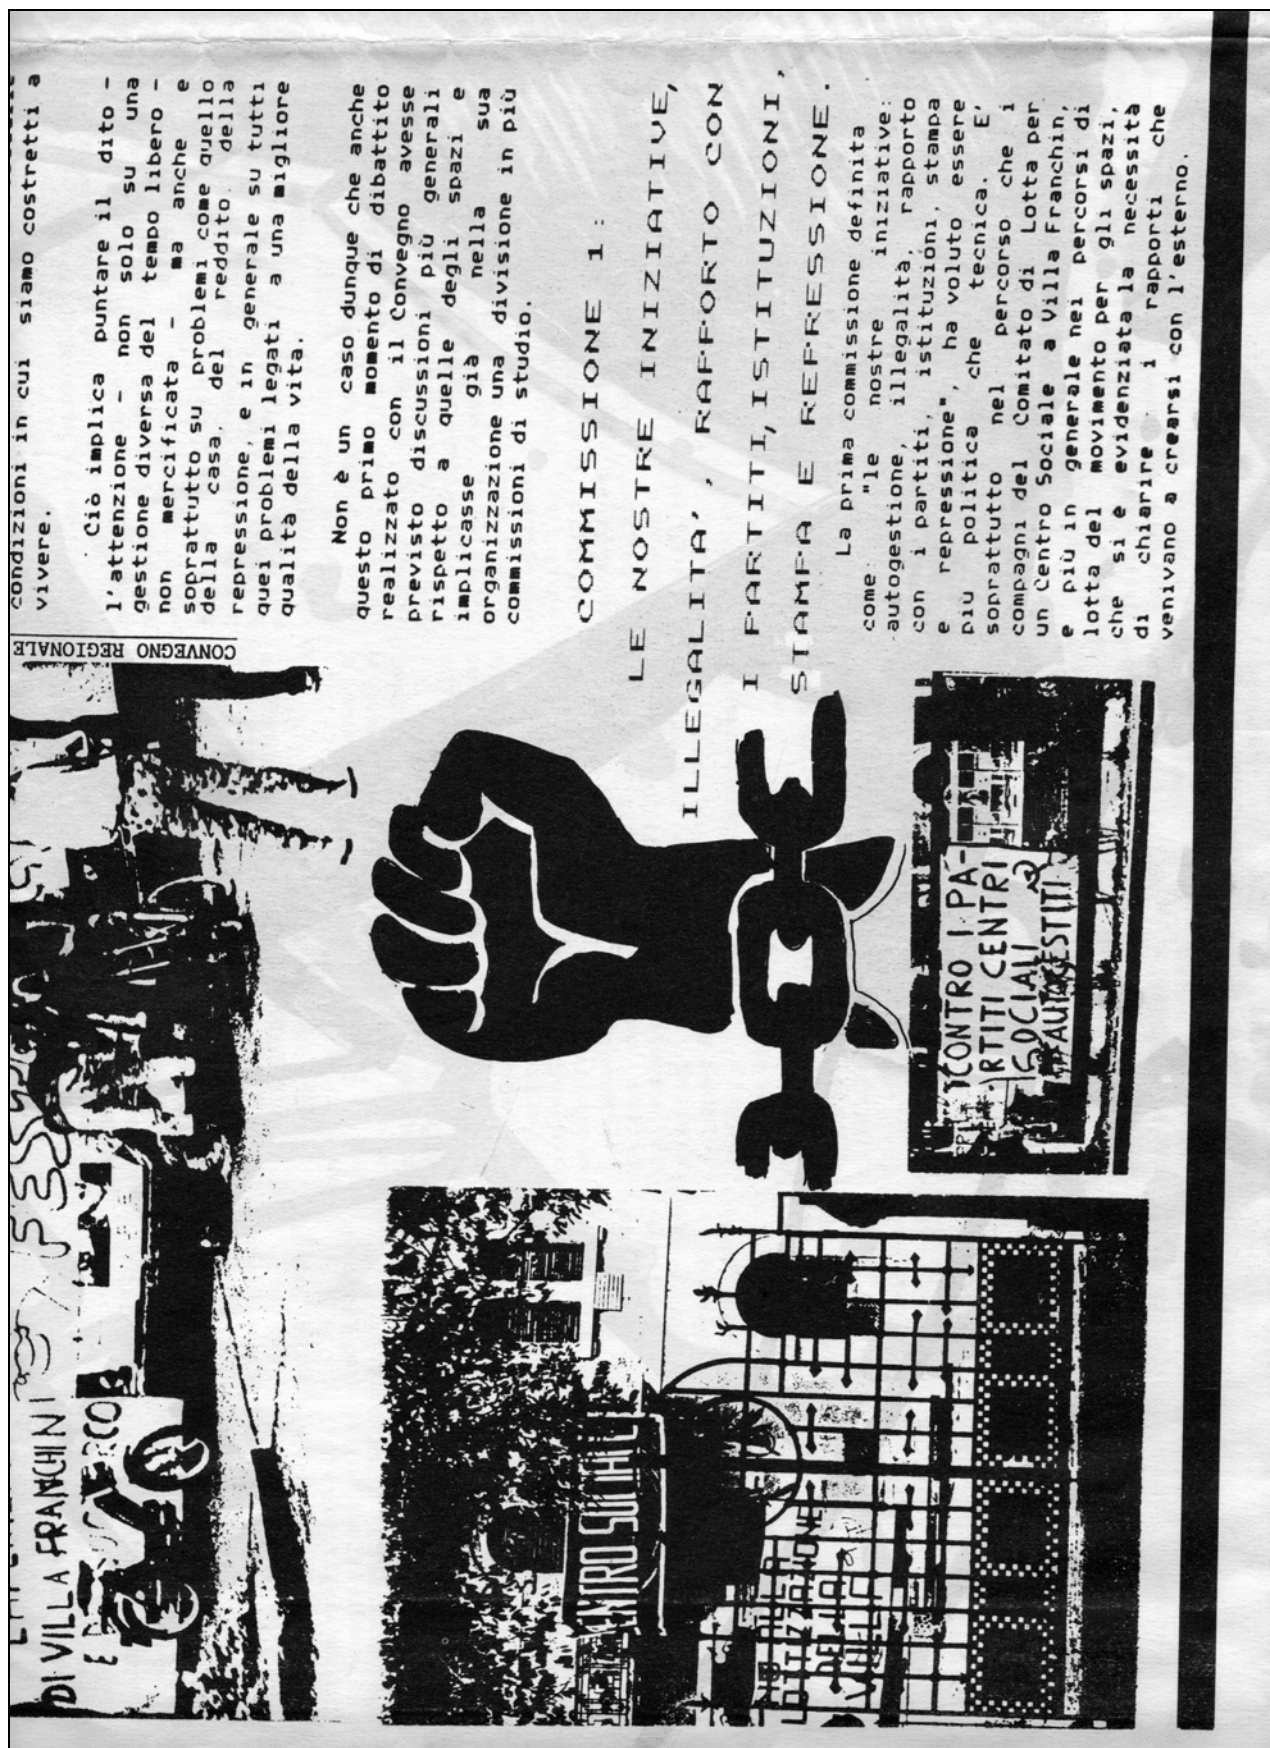 condizioni in cui siamo costretti a
vivere.
Ciò implica puntare il dito -
l'attenzione - non solo su una
gestione diversa del tempo libero -
non mercificata - ma anche e
soprattutto su problemi come quello
della casa, del reddito della
repressione, e in generale su tutti
quei problemi legati a una migliore
qualità della vita.
Non è un caso dunque che anche
questo primo momento di dibattito
realizzato con il Convegno avesse
previsto discussioni più generali
rispetto a quelle degli spazi e
implicasse già nella sua
organizzazione una divisione in più
commissioni di studio.
COMMISSIONE 1:
LE NOSTRE INIZIATIVE,
ILLEGALITA', RAPPORTO CON
I PARTITI, ISTITUZIONI,
STAMPA E REPRESSIONE.
La prima commissione definita
come: "le nostre iniziative:
autogestione, illegalità, rapporto
con i partiti, istituzioni, stampa
e repressione", ha voluto essere
più politica che tecnica. E'
soprattutto nel percorso che i
compagni del Comitato di Lotta per
un Centro Sociale a Villa Franchin,
e più in generale nei percorsi di
lotta del movimento per gli spazi,
che si è evidenziata la necessità
di chiarire i rapporti che
venivano a crearsi con l'esterno.
CONVEGNO REGIONALE
DI VILLA FRANCHINI
CONTRO I PA-
RTITI CENTRI
SOCIALI
AUTOGESTITI
ENTRO SOCIALE
NO ALLA
LOTTIZZAZIONE
DELLA
VILLA